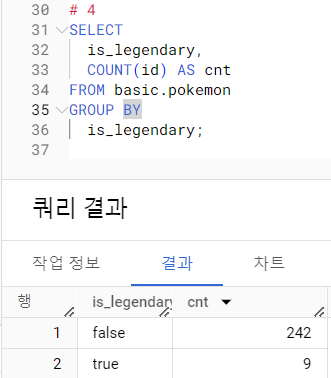 30 # 4
31 SELECT
32 is_legendary,
33 COUNT(id) AS cnt
34 FROM basic.pokemon
35 GROUP BY
36 is_legendary;
37
쿼리 결과
작업 정보 결과 차트
행 is_legendary cnt
1 false 242
2 true 9